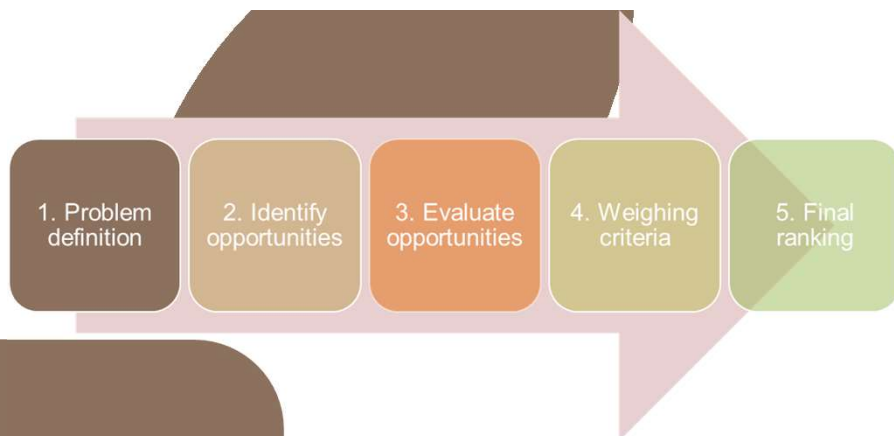 1. Problem
definition
2. Identify
opportunities
3. Evaluate
opportunities
4. Weighing
criteria
5. Final
ranking